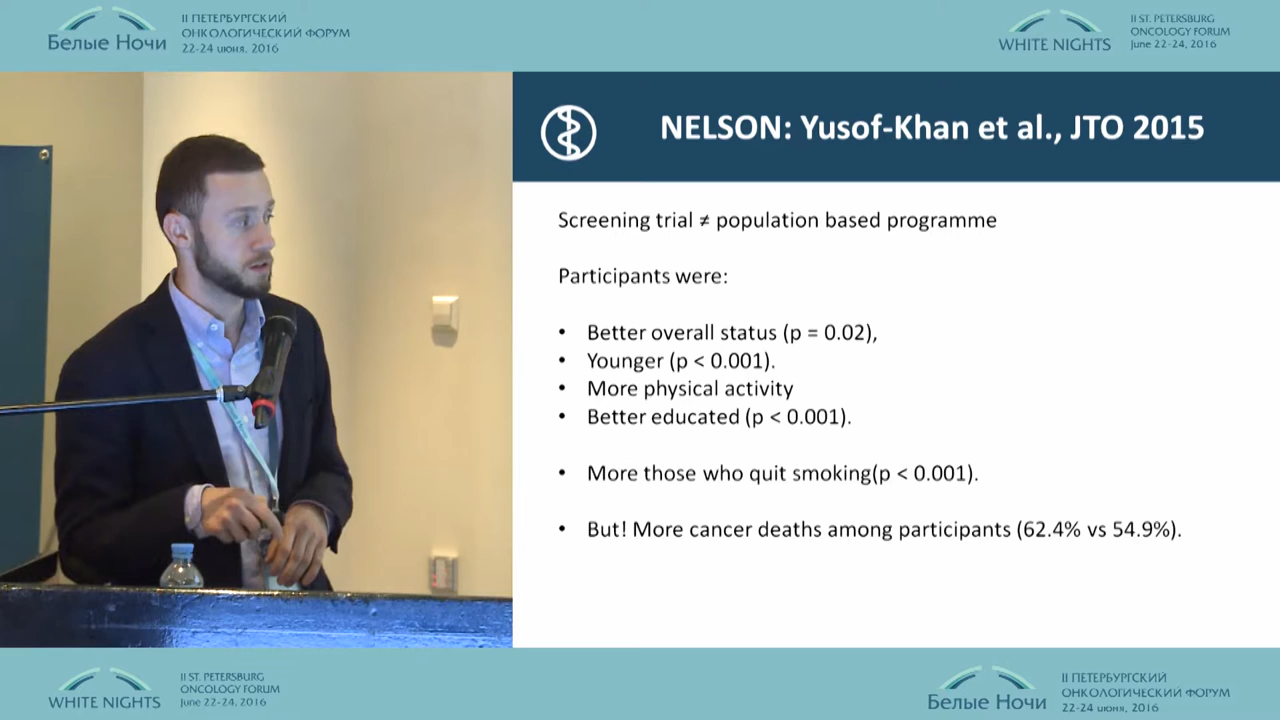 Белые Ночи
II ПЕТЕРБУРГСКИЙ
ОНКОЛОГИЧЕСКИЙ ФОРУМ
22-24 июня, 2016
WHITE NIGHTS
II ST. PETERSBURG
ONCOLOGY FORUM
June 22-24, 2016
NELSON: Yusof-Khan et al., JTO 2015
Screening trial ≠ population based programme
Participants were:
• Better overall status (p = 0.02),
• Younger (p < 0.001).
• More physical activity
• Better educated (p < 0.001).
• More those who quit smoking(p < 0.001).
• But! More cancer deaths among participants (62.4% vs 54.9%).
WHITE NIGHTS
II ST. PETERSBURG
ONCOLOGY FORUM
June 22-24, 2016
Белые Ночи
II ПЕТЕРБУРГСКИЙ
ОНКОЛОГИЧЕСКИЙ ФОРУМ
22-24 июня, 2016